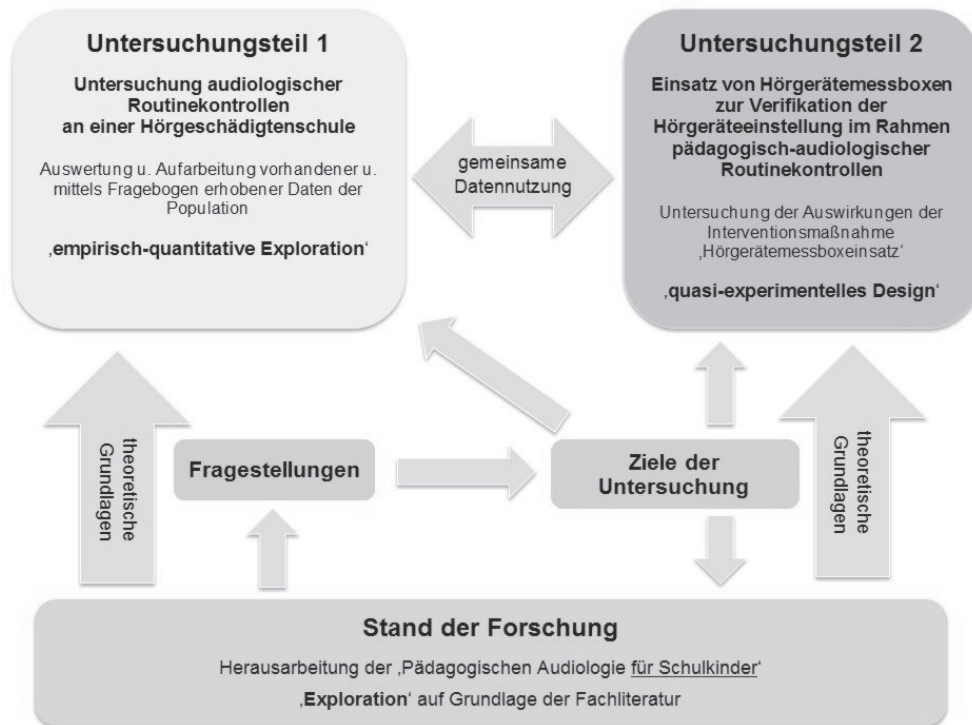 Untersuchungsteil 1
Untersuchung audiologischer
Routinekontrollen
an einer Hörgeschädigtenschule
Auswertung u. Aufarbeitung vorhandener u.
mittels Fragebogen erhobener Daten der
Population
‚empirisch-quantitative Exploration‘
gemeinsame
Datennutzung
Untersuchungsteil 2
Einsatz von Hörgerätemessboxen
zur Verifikation der
Hörgeräteeinstellung im Rahmen
pädagogisch-audiologischer
Routinekontrollen
Untersuchung der Auswirkungen der
Interventionsmaßnahme
‚Hörgerätemessboxeinsatz‘
‚quasi-experimentelles Design‘
theoretische
Grundlagen
Fragestellungen
Ziele der
Untersuchung
theoretische
Grundlagen
Stand der Forschung
Herausarbeitung der ‚Pädagogischen Audiologie für Schulkinder‘
‚Exploration‘ auf Grundlage der Fachliteratur